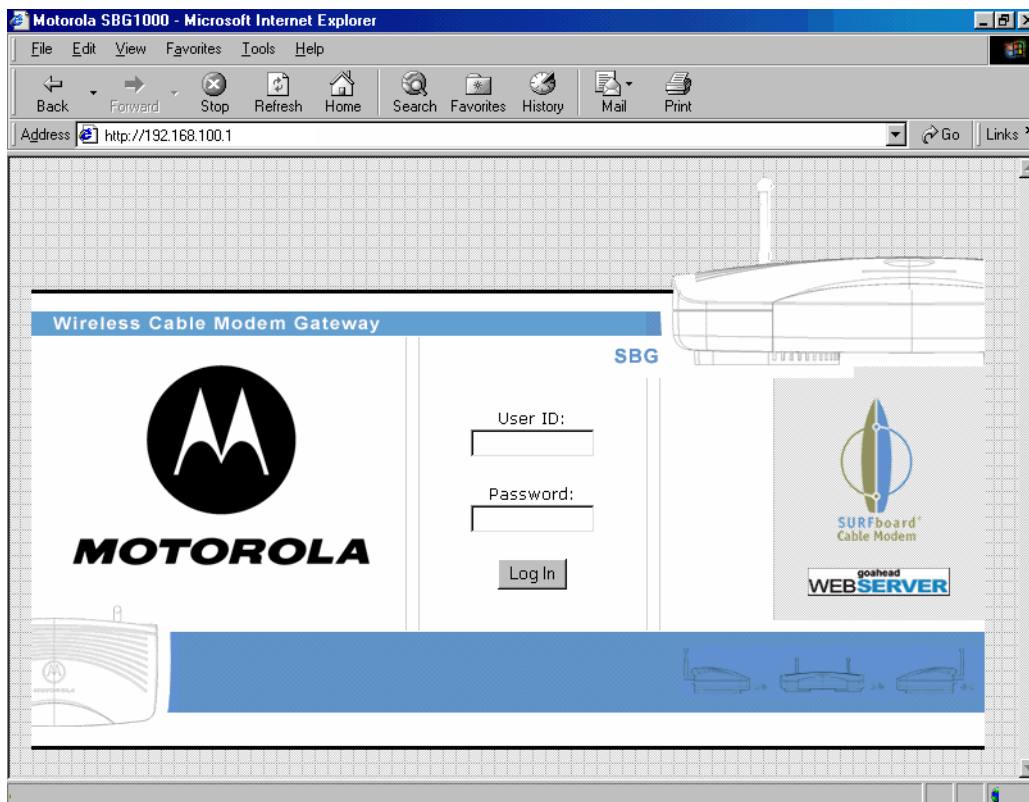 Motorola SBG1000 - Microsoft Internet Explorer
File Edit View Favorites Tools Help
Back Forward Stop Refresh Home Search Favorites History Mail Print
Address http://192.168.100.1 Go Links
Wireless Cable Modem Gateway
SBG
User ID:
Password:
Log In
MOTOROLA
SURFboard®
Cable Modem
goahead
WEBSERVER
MOTOROLA